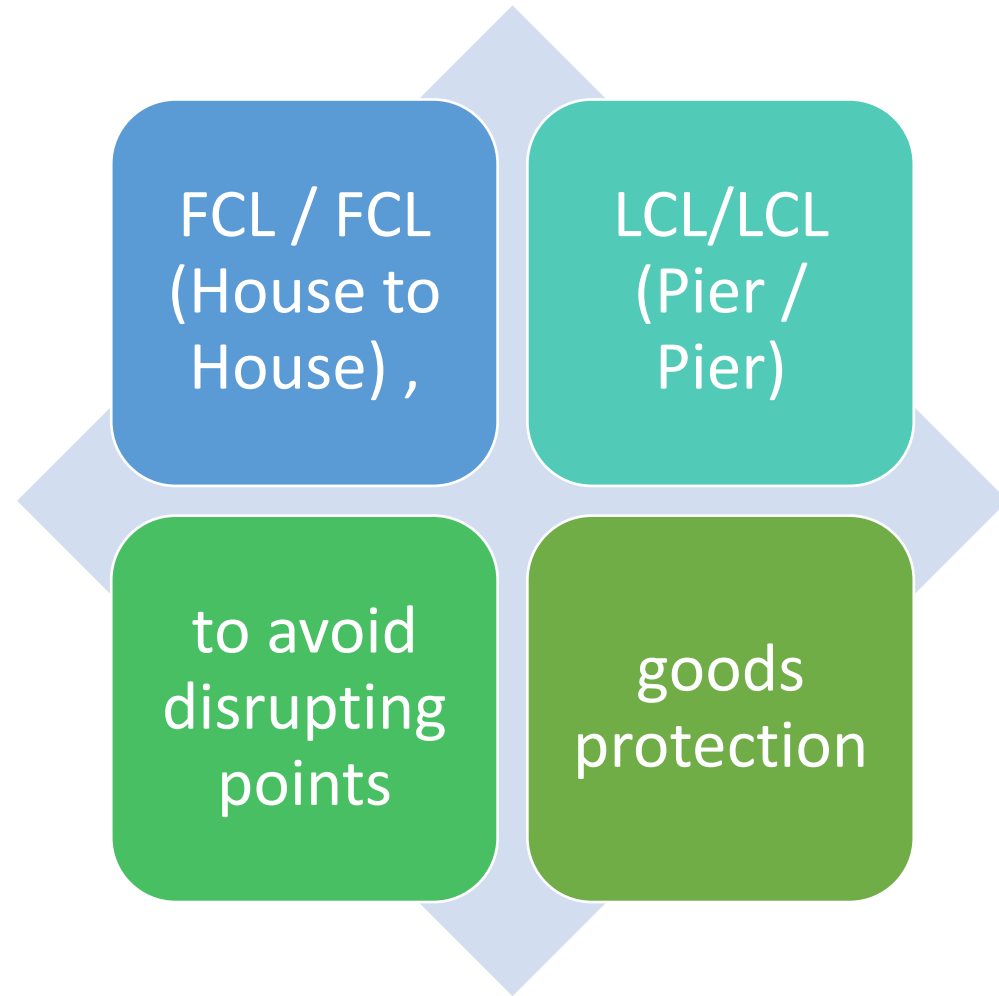 FCL / FCL
(House to
House) ,
LCL/LCL
(Pier /
Pier)
to avoid
disrupting
points
goods
protection